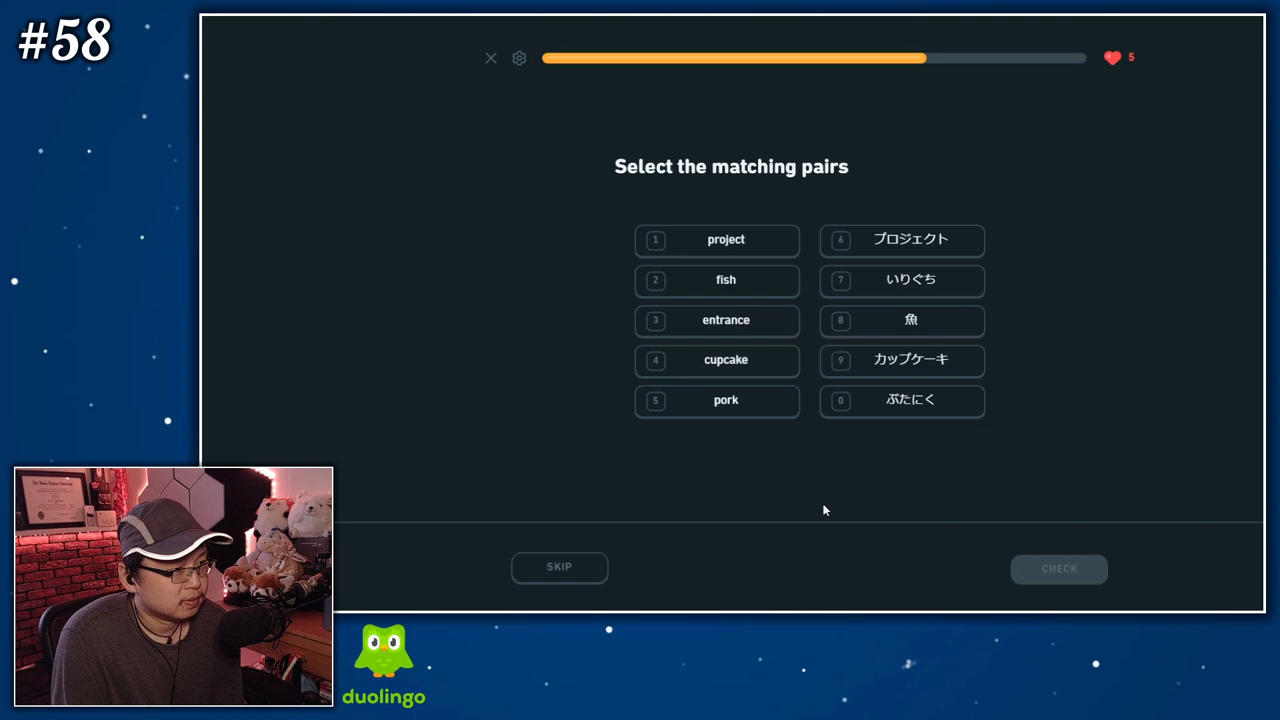 #58
5
Select the matching pairs
1 project
6 プロジェクト
2 fish
7 いりぐち
3 entrance
8 魚
4 cupcake
9 カップケーキ
5 pork
0 ぶたにく
SKIP
CHECK
duolingo